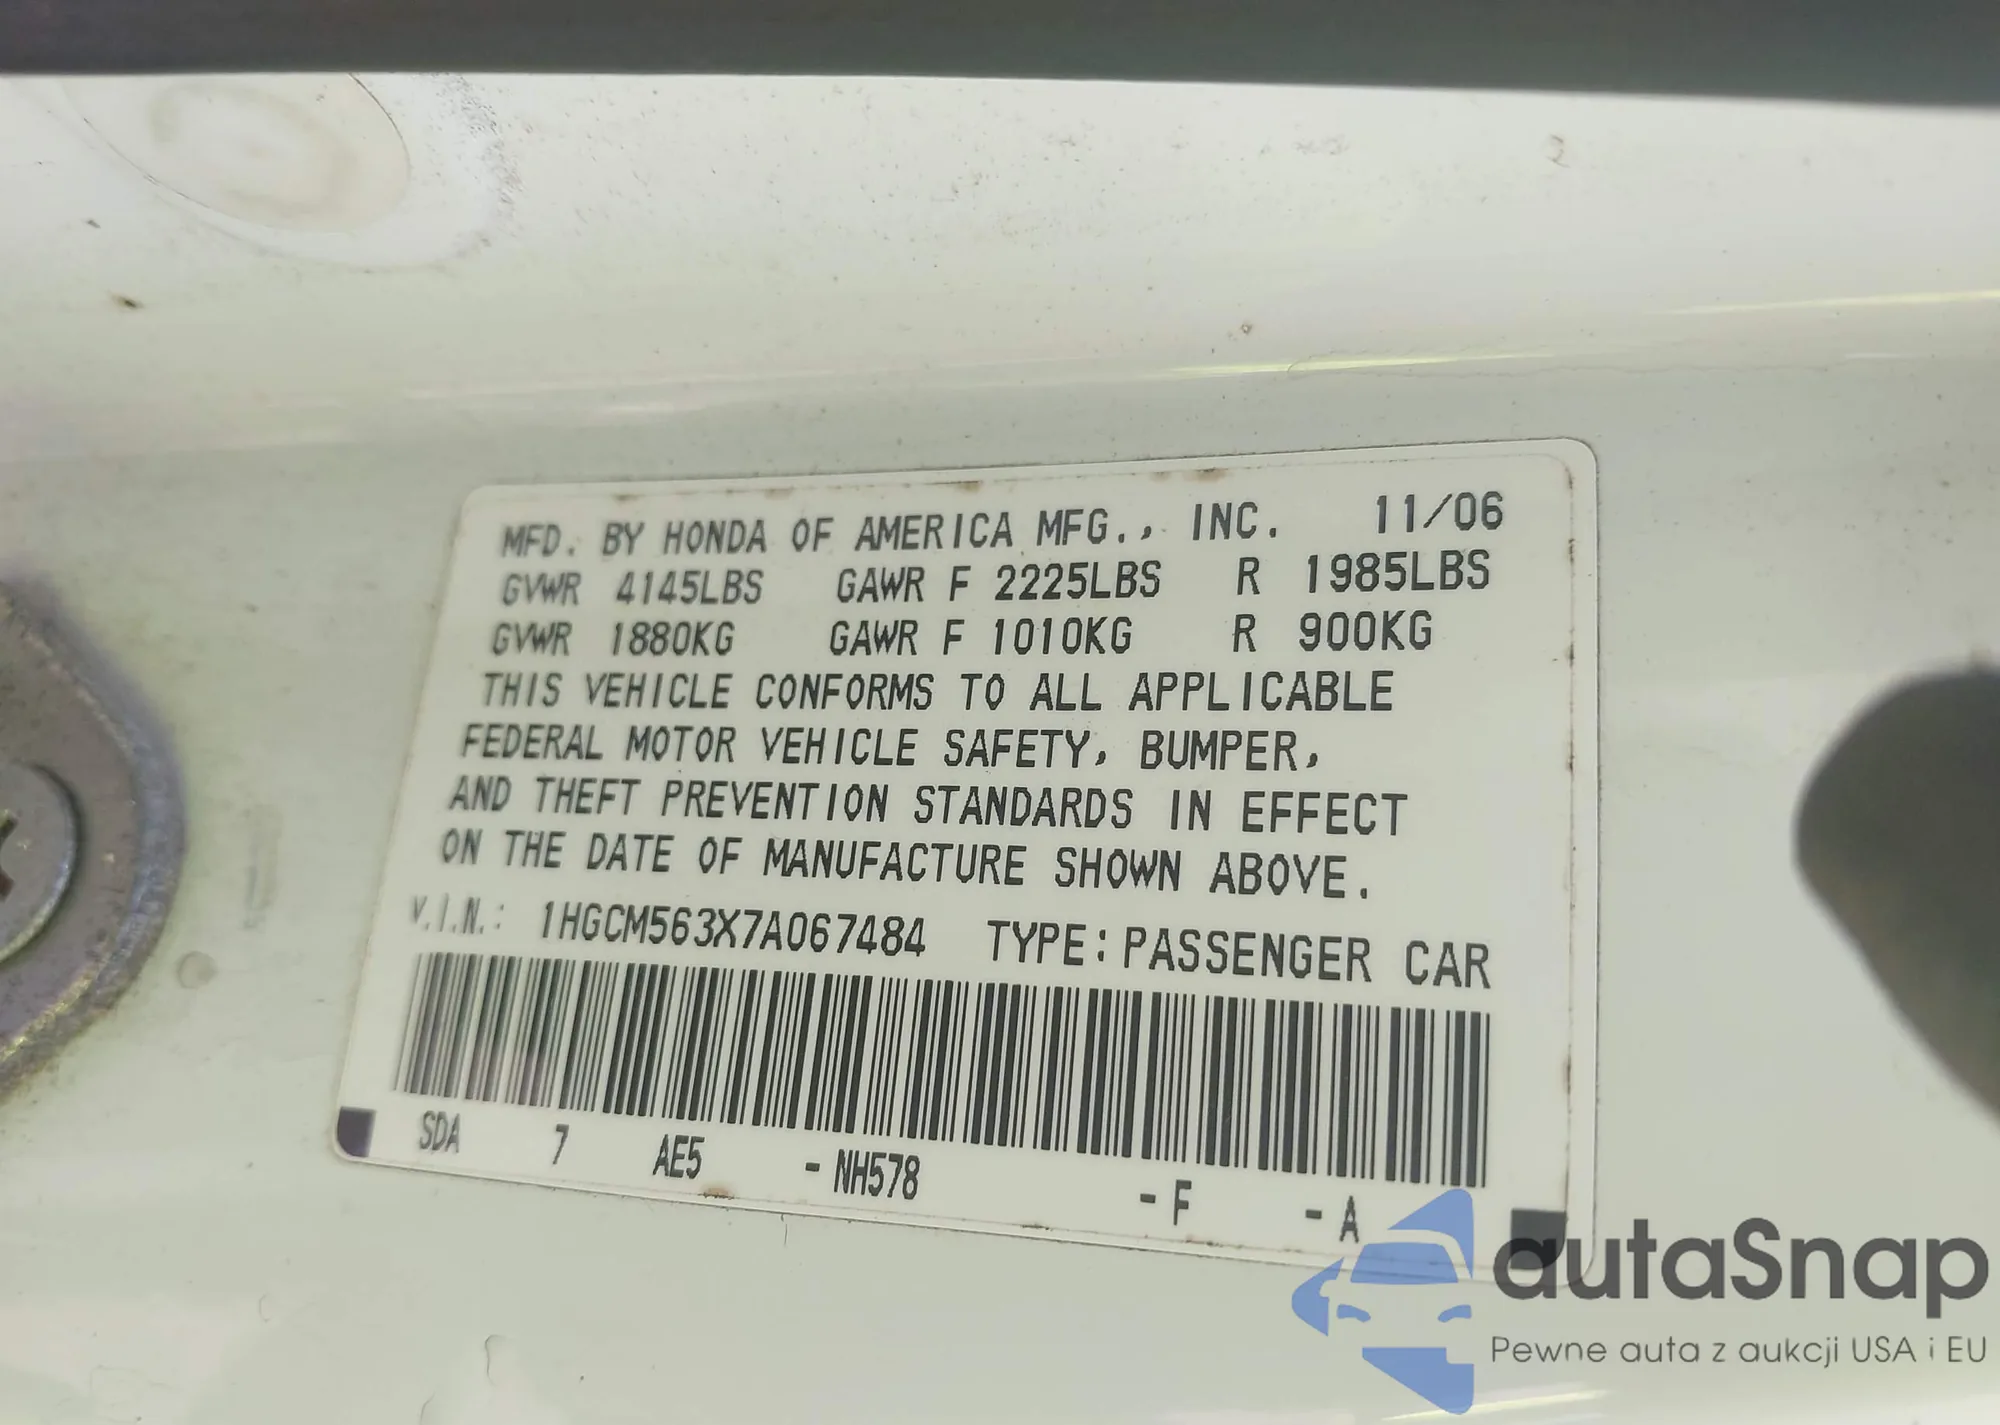 MFD. BY HONDA OF AMERICA MFG., INC. 11/06
GVWR 4145LBS GAWR F 2225LBS R 1985LBS
GVWR 1880KG GAWR F 1010KG R 900KG
THIS VEHICLE CONFORMS TO ALL APPLICABLE
FEDERAL MOTOR VEHICLE SAFETY, BUMPER,
AND THEFT PREVENTION STANDARDS IN EFFECT
ON THE DATE OF MANUFACTURE SHOWN ABOVE.
V.I.N.: 1HGCM563X7A067484 TYPE: PASSENGER CAR
SDA 7 AE5 - NH578 - F - A
autaSnap
Pewne auta z aukcji USA i EU